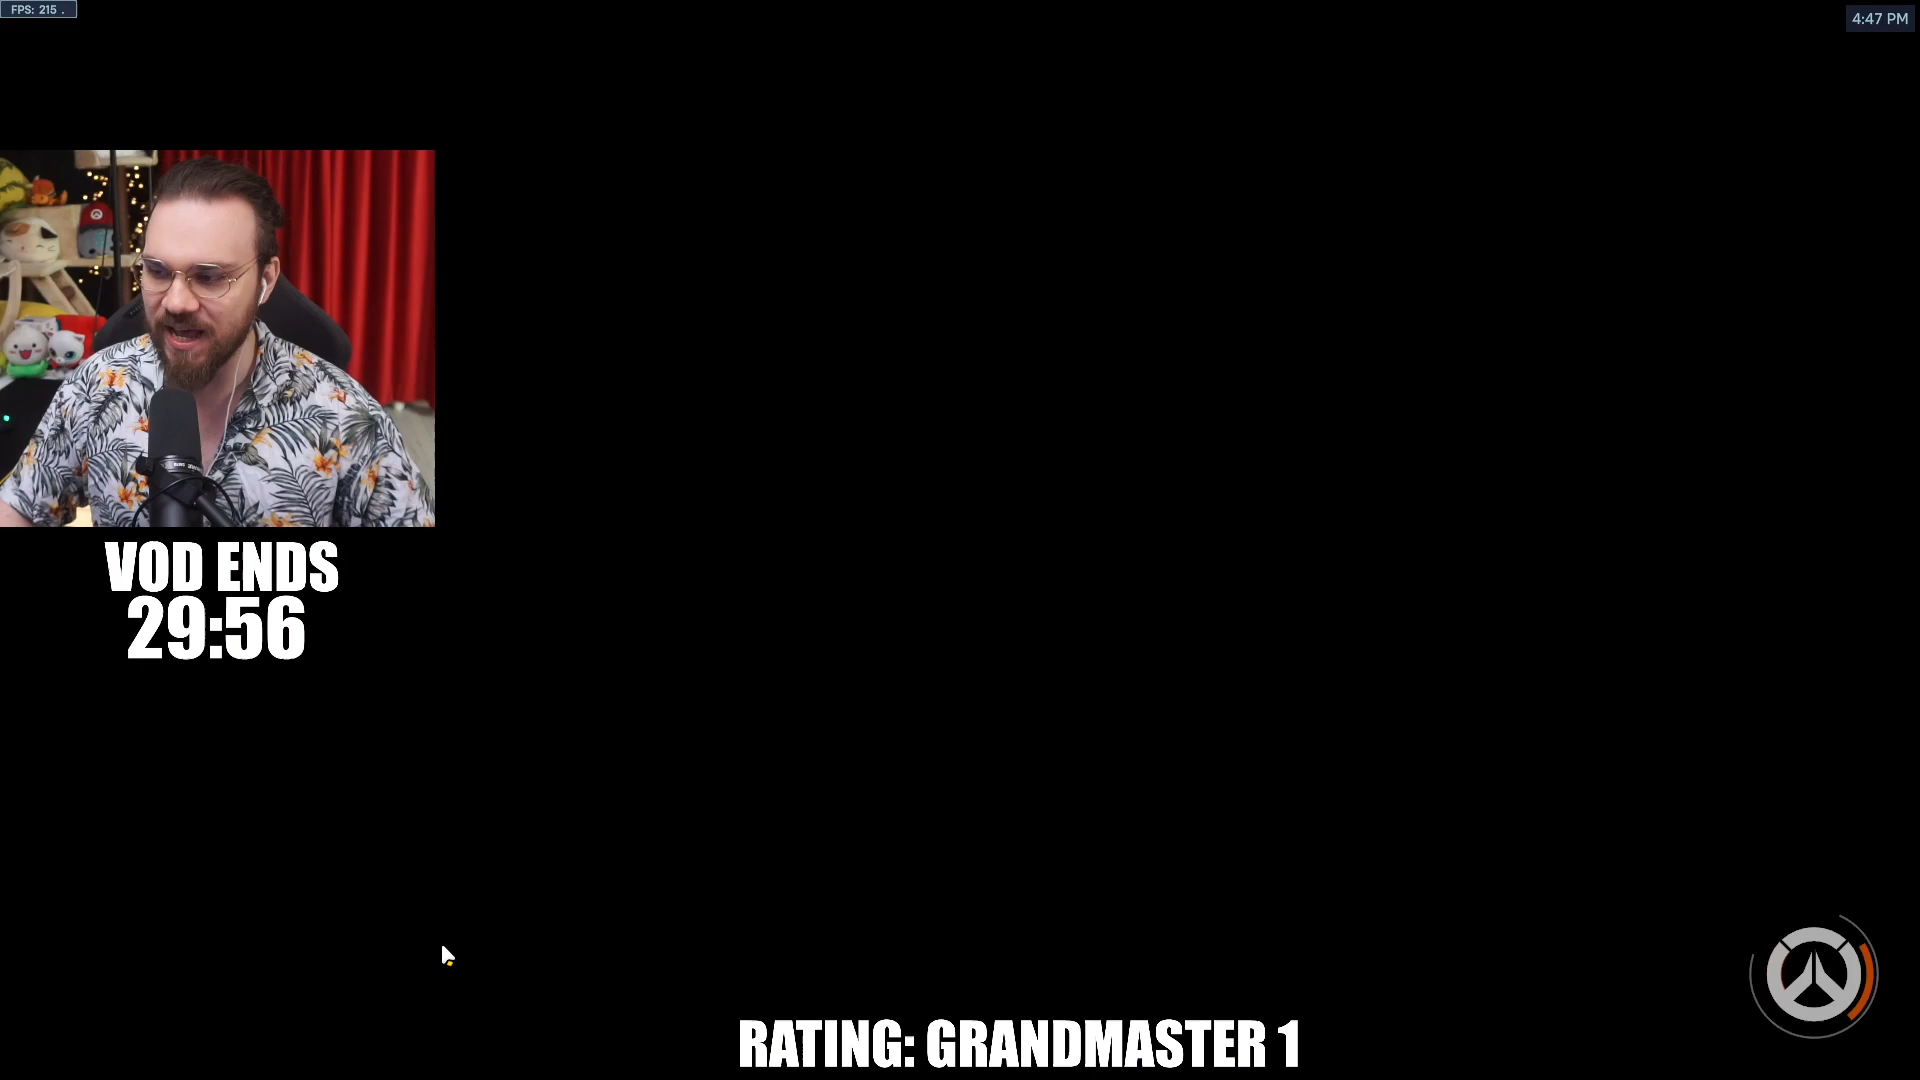 FPS: 215 .
4:47 PM
VOD ENDS
29:56
RATING: GRANDMASTER 1